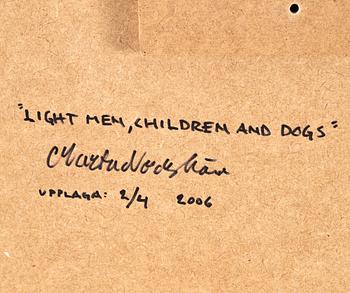 "LIGHT MEN, CHILDREN AND DOGS"
UPPLAGA: 2/4 2006